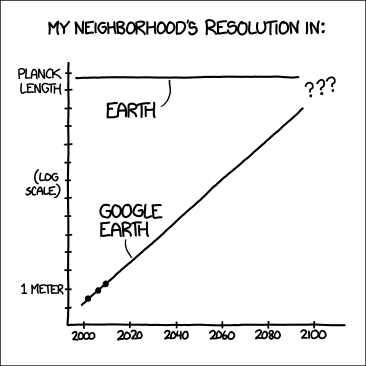 MY NEIGHBORHOOD'S RESOLUTION IN:
PLANCK
LENGTH
???
EARTH
(LOG
SCALE)
GOOGLE
EARTH
1 METER
2000 2020 2040 2060 2080 2100